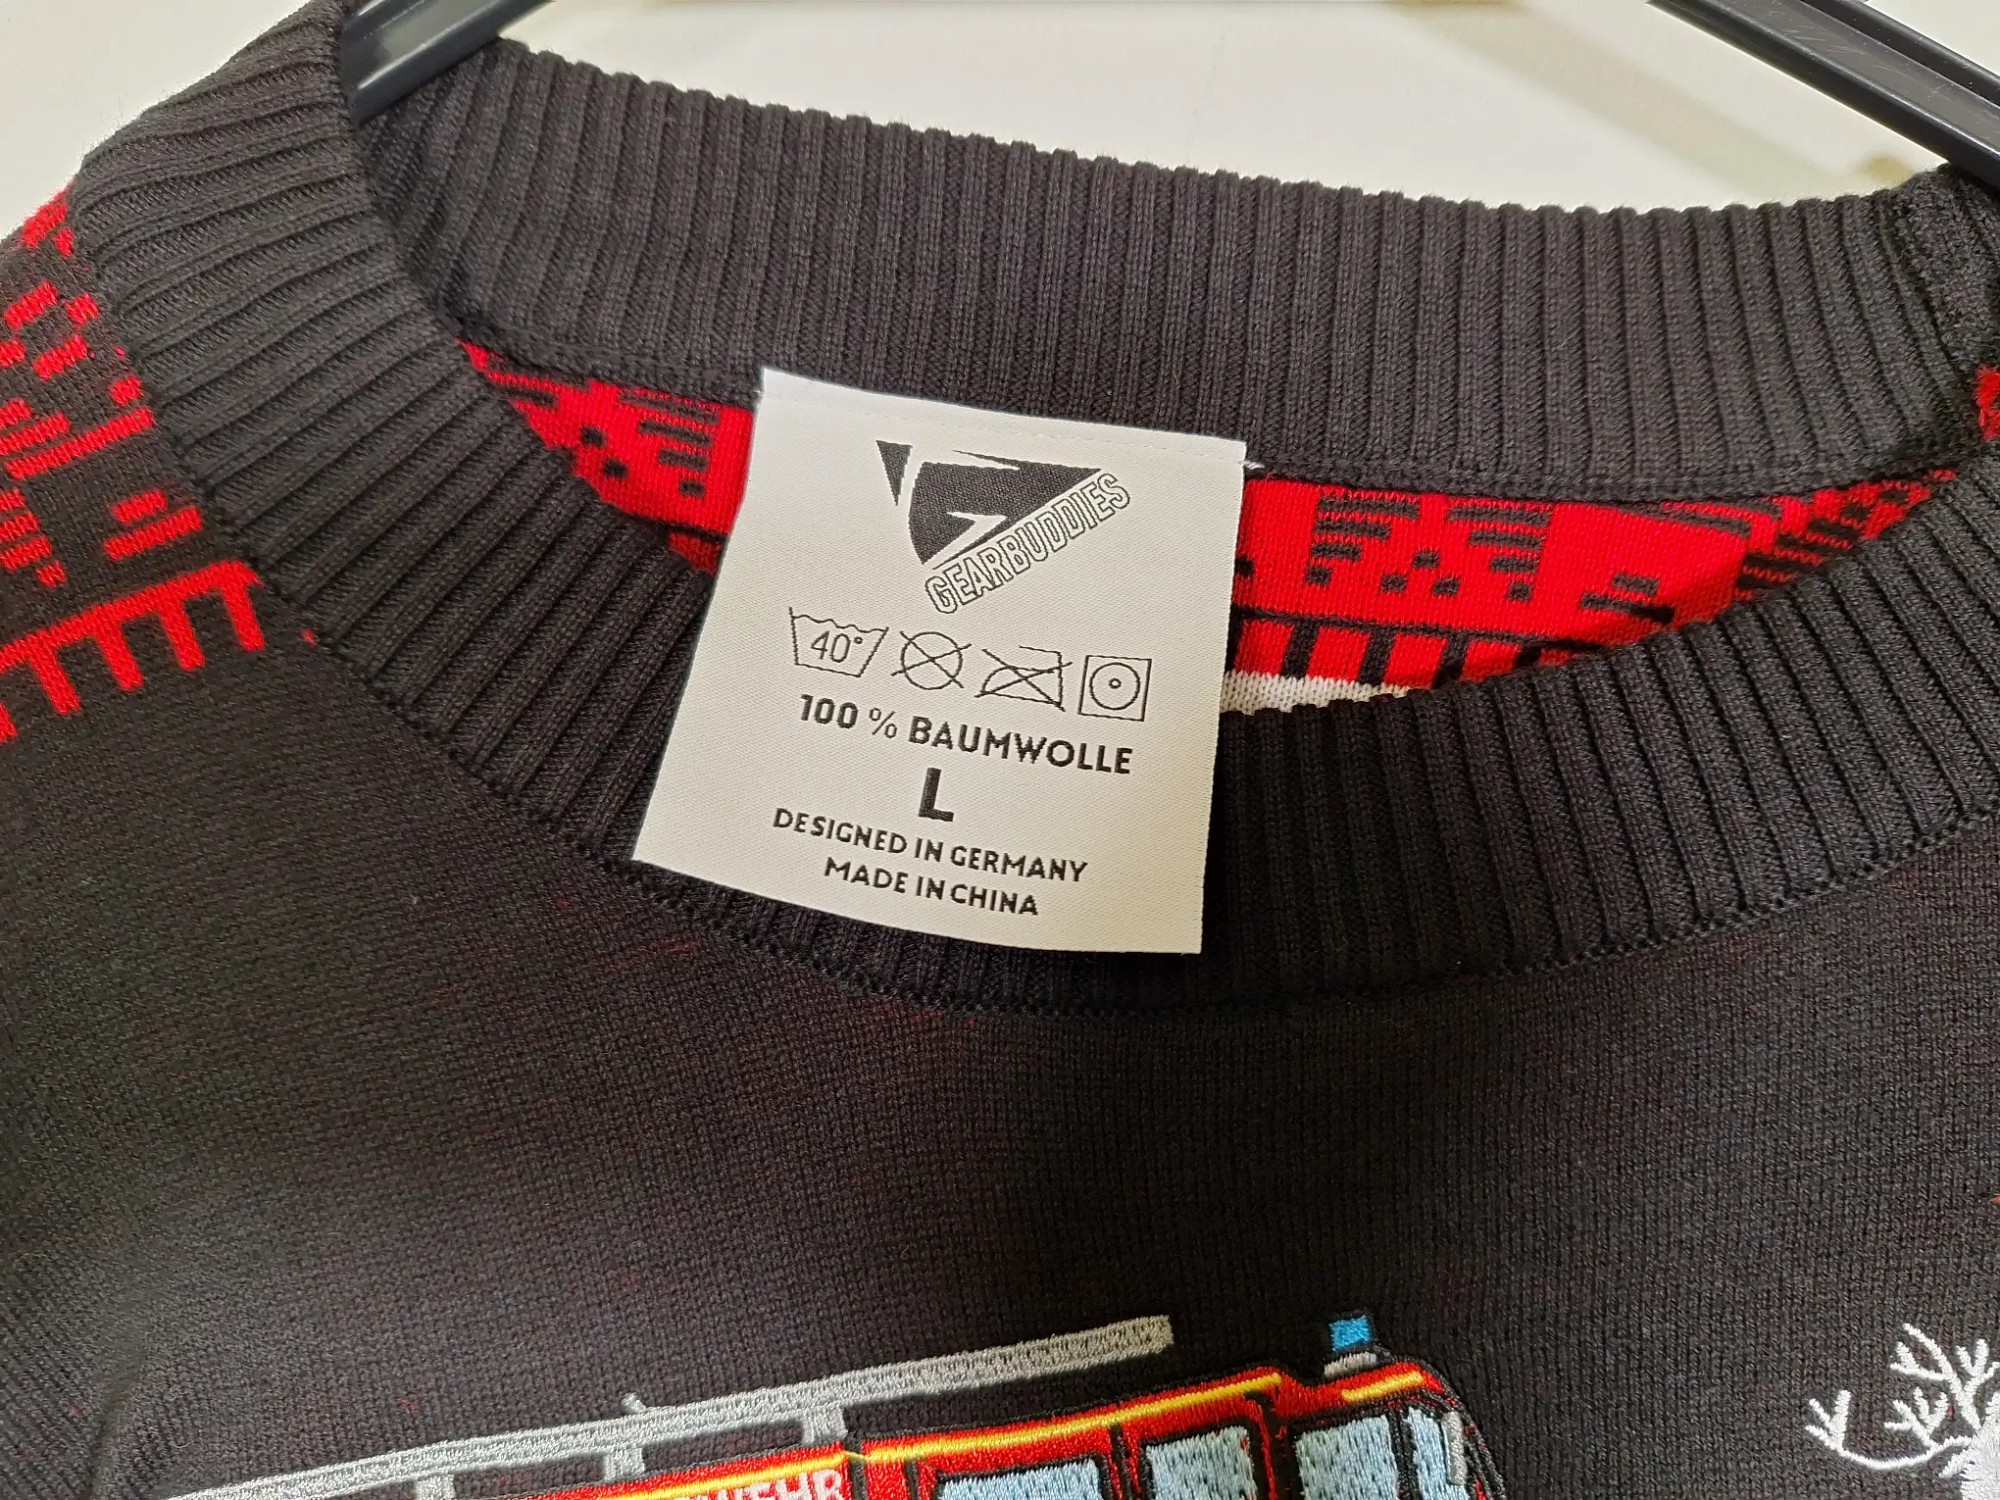 GEARBUDDIES
40°
100 % BAUMWOLLE
L
DESIGNED IN GERMANY
MADE IN CHINA